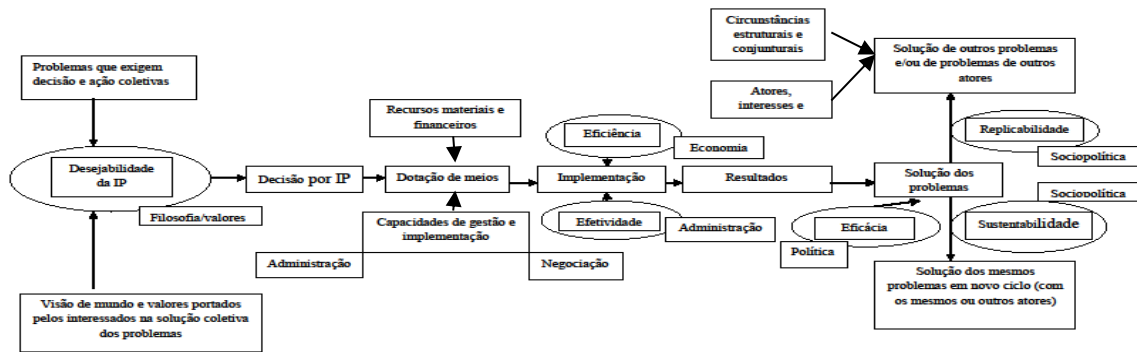 Circunstâncias
estruturais e
conjunturais
Solução de outros problemas
e/ou de problemas de outros
atores
Problemas que exigem
decisão e ação coletivas
Atores,
interesses e
Recursos materiais e
financeiros
Eficiência
Economia
Replicabilidade
Sociopolítica
Desejabilidade
da IP
Filosofia/valores
Decisão por IP
Dotação de meios
Implementação
Resultados
Solução dos
problemas
Sociopolítica
Capacidades de gestão e
implementação
Administração
Negociação
Efetividade
Administração
Eficácia
Política
Sustentabilidade
Visão de mundo e valores portados
pelos interessados na solução coletiva
dos problemas
Solução dos mesmos
problemas em novo ciclo (com
os mesmos ou outros atores)